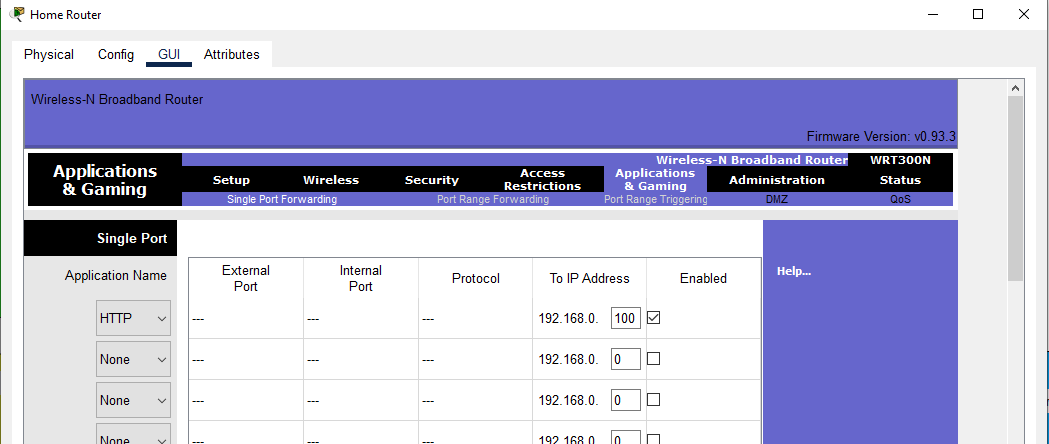 Home Router
Physical Config GUI Attributes
Wireless-N Broadband Router
Firmware Version: v0.93.3
Wireless-N Broadband Router WRT300N
Applications
& Gaming
Setup Wireless Security Access
Restrictions Applications
& Gaming Administration Status
Single Port Forwarding Port Range Forwarding Port Range Triggering DMZ QoS
Single Port
Help...
Application Name External
Port Internal
Port Protocol To IP Address Enabled
HTTP --- --- --- 192.168.0. 100
None --- --- --- 192.168.0. 0
None --- --- --- 192.168.0. 0
None --- --- --- 192.168.0. 0